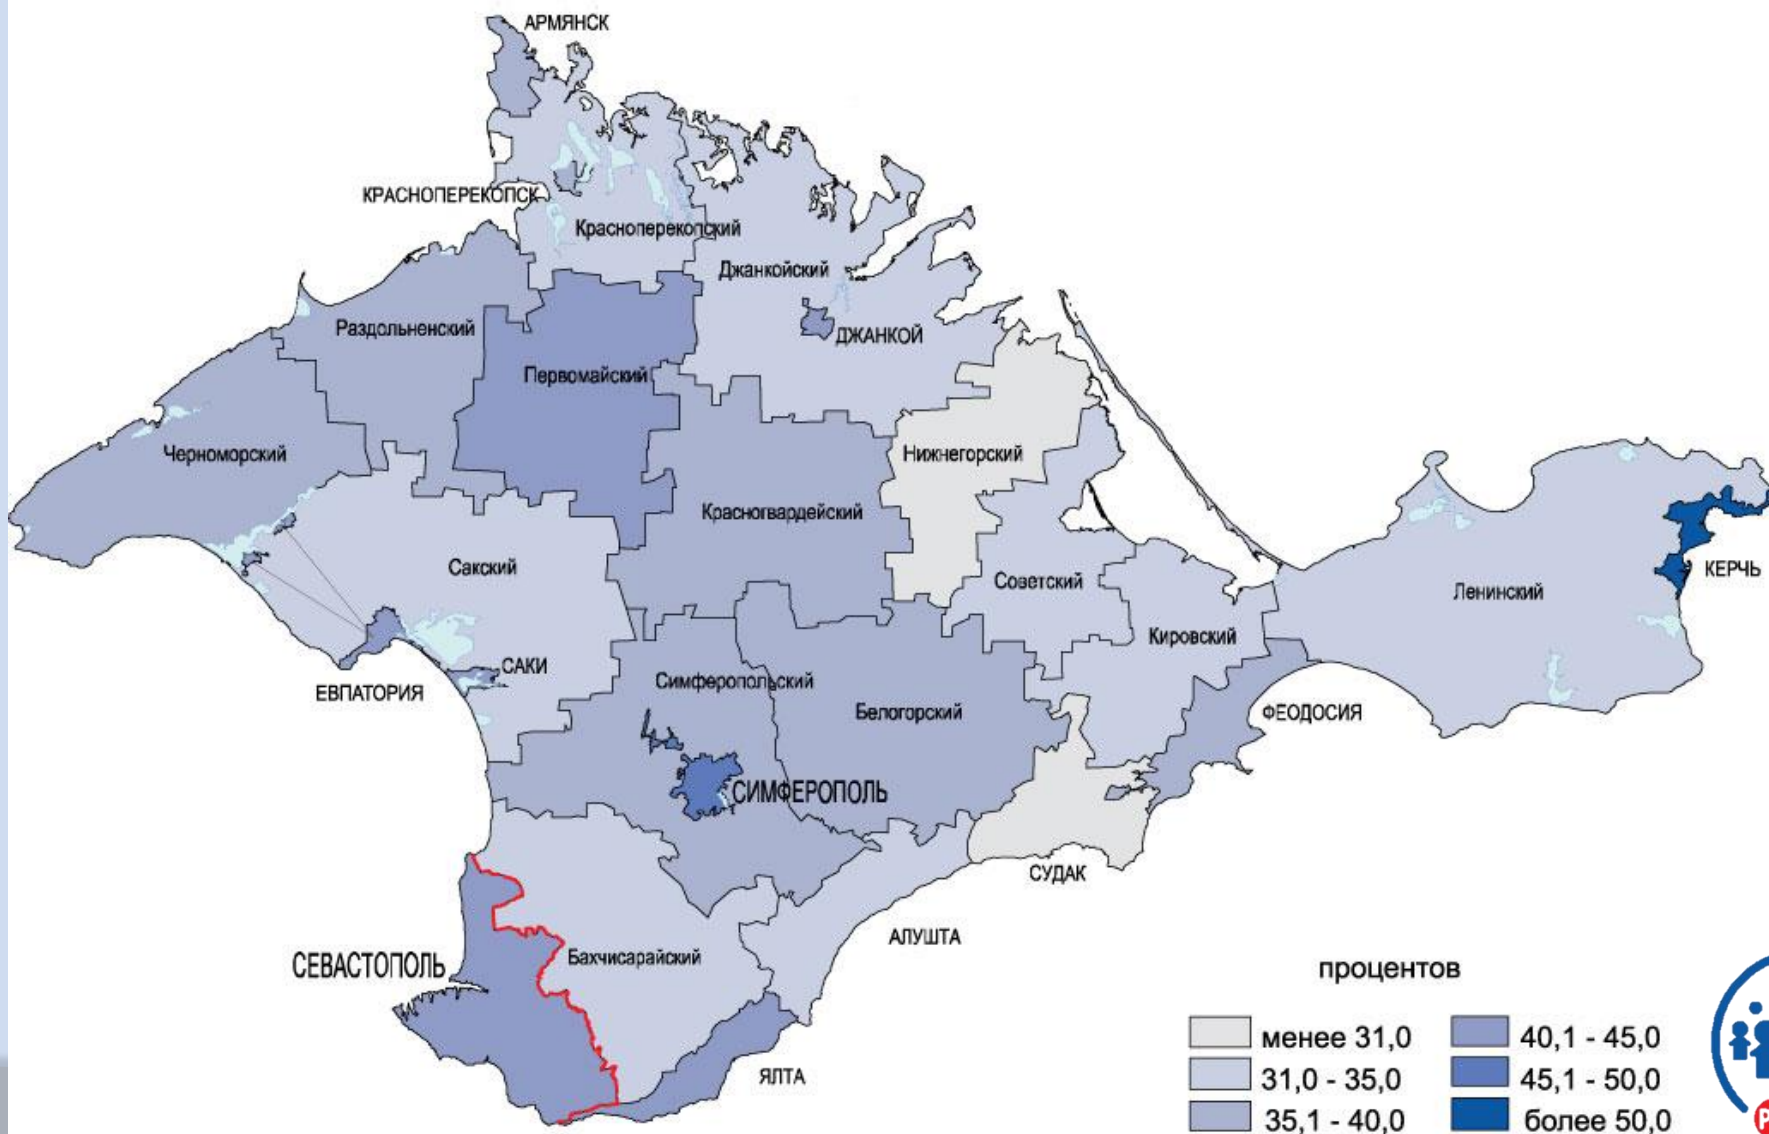 АРМЯНСК
КРАСНОПЕРЕКОПСК
Красноперекопский
Джанкойский
Раздольненский
ДЖАНКОЙ
Первомайский
Черноморский
Нижнегорский
Красногвардейский
Сакский
Советский
Ленинский
КЕРЧЬ
Кировский
САКИ
Симферопольский
ЕВПАТОРИЯ
Белогорский
ФЕОДОСИЯ
СИМФЕРОПОЛЬ
СУДАК
АЛУШТА
СЕВАСТОПОЛЬ
Бахчисарайский
ЯЛТА
процентов
менее 31,0
31,0 - 35,0
35,1 - 40,0
40,1 - 45,0
45,1 - 50,0
более 50,0